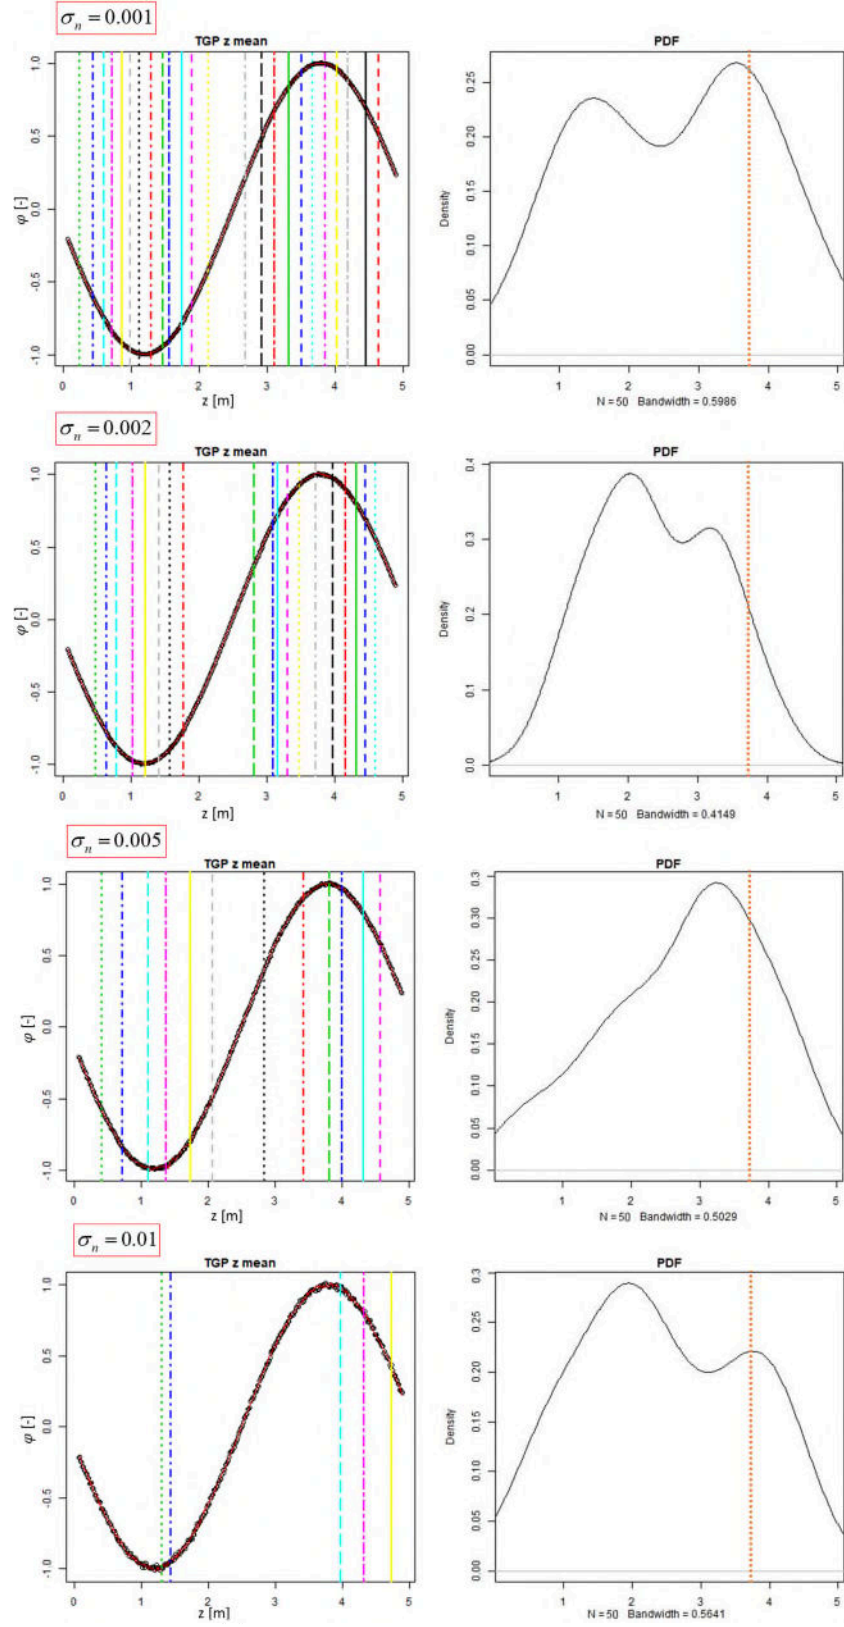 σn = 0.001
TGP z mean
PDF
φ [-]
1.0
0.5
0.0
-0.5
-1.0
0 1 2 3 4 5
z [m]
Density
0.25
0.20
0.15
0.10
0.05
0.00
1 2 3 4 5
N = 50 Bandwidth = 0.5986
σn = 0.002
TGP z mean
PDF
φ [-]
1.0
0.5
0.0
-0.5
-1.0
0 1 2 3 4 5
z [m]
Density
0.4
0.3
0.2
0.1
0.0
1 2 3 4 5
N = 50 Bandwidth = 0.4149
σn = 0.005
TGP z mean
PDF
φ [-]
1.0
0.5
0.0
-0.5
-1.0
0 1 2 3 4 5
z [m]
Density
0.3
0.30
0.25
0.20
0.15
0.10
0.05
0.00
1 2 3 4 5
N = 50 Bandwidth = 0.5029
σn = 0.01
TGP z mean
PDF
φ [-]
1.0
0.5
0.0
-0.5
-1.0
0 1 2 3 4 5
z [m]
Density
0.3
0.25
0.20
0.15
0.10
0.05
0.00
1 2 3 4 5
N = 50 Bandwidth = 0.5641